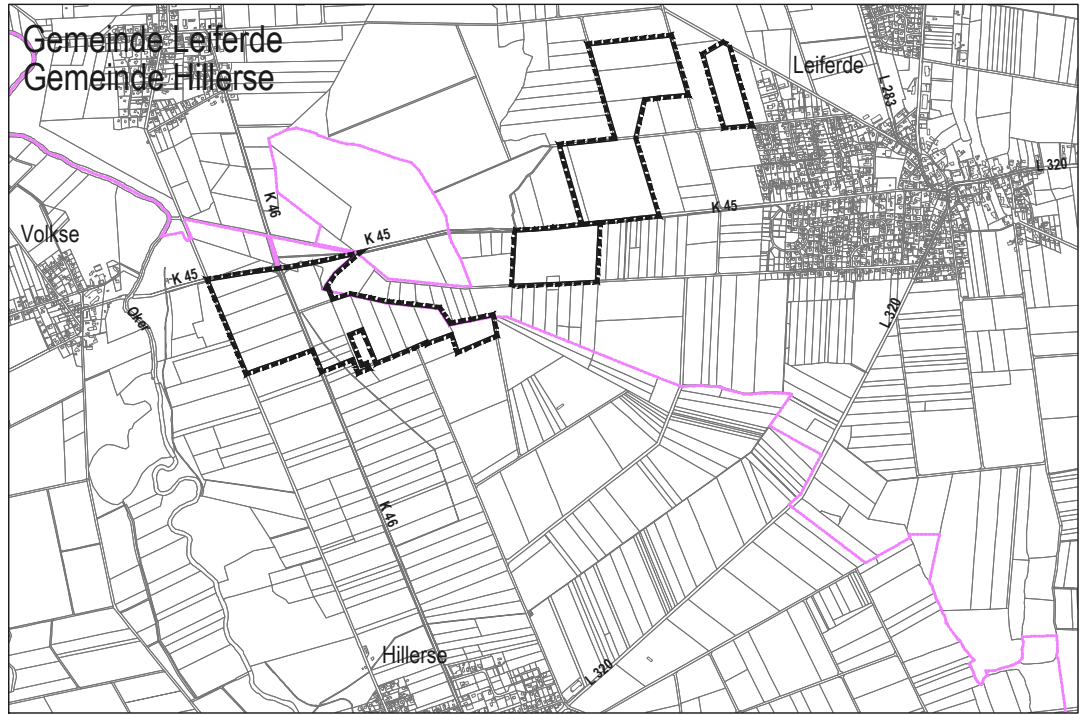 Gemeinde Leiferde
Gemeinde Hillerse
Leiferde
L 283
L 320
K 46
K 45
Volkse
K 45
K 45
Oker
L 320
K 46
Hillerse
L 320